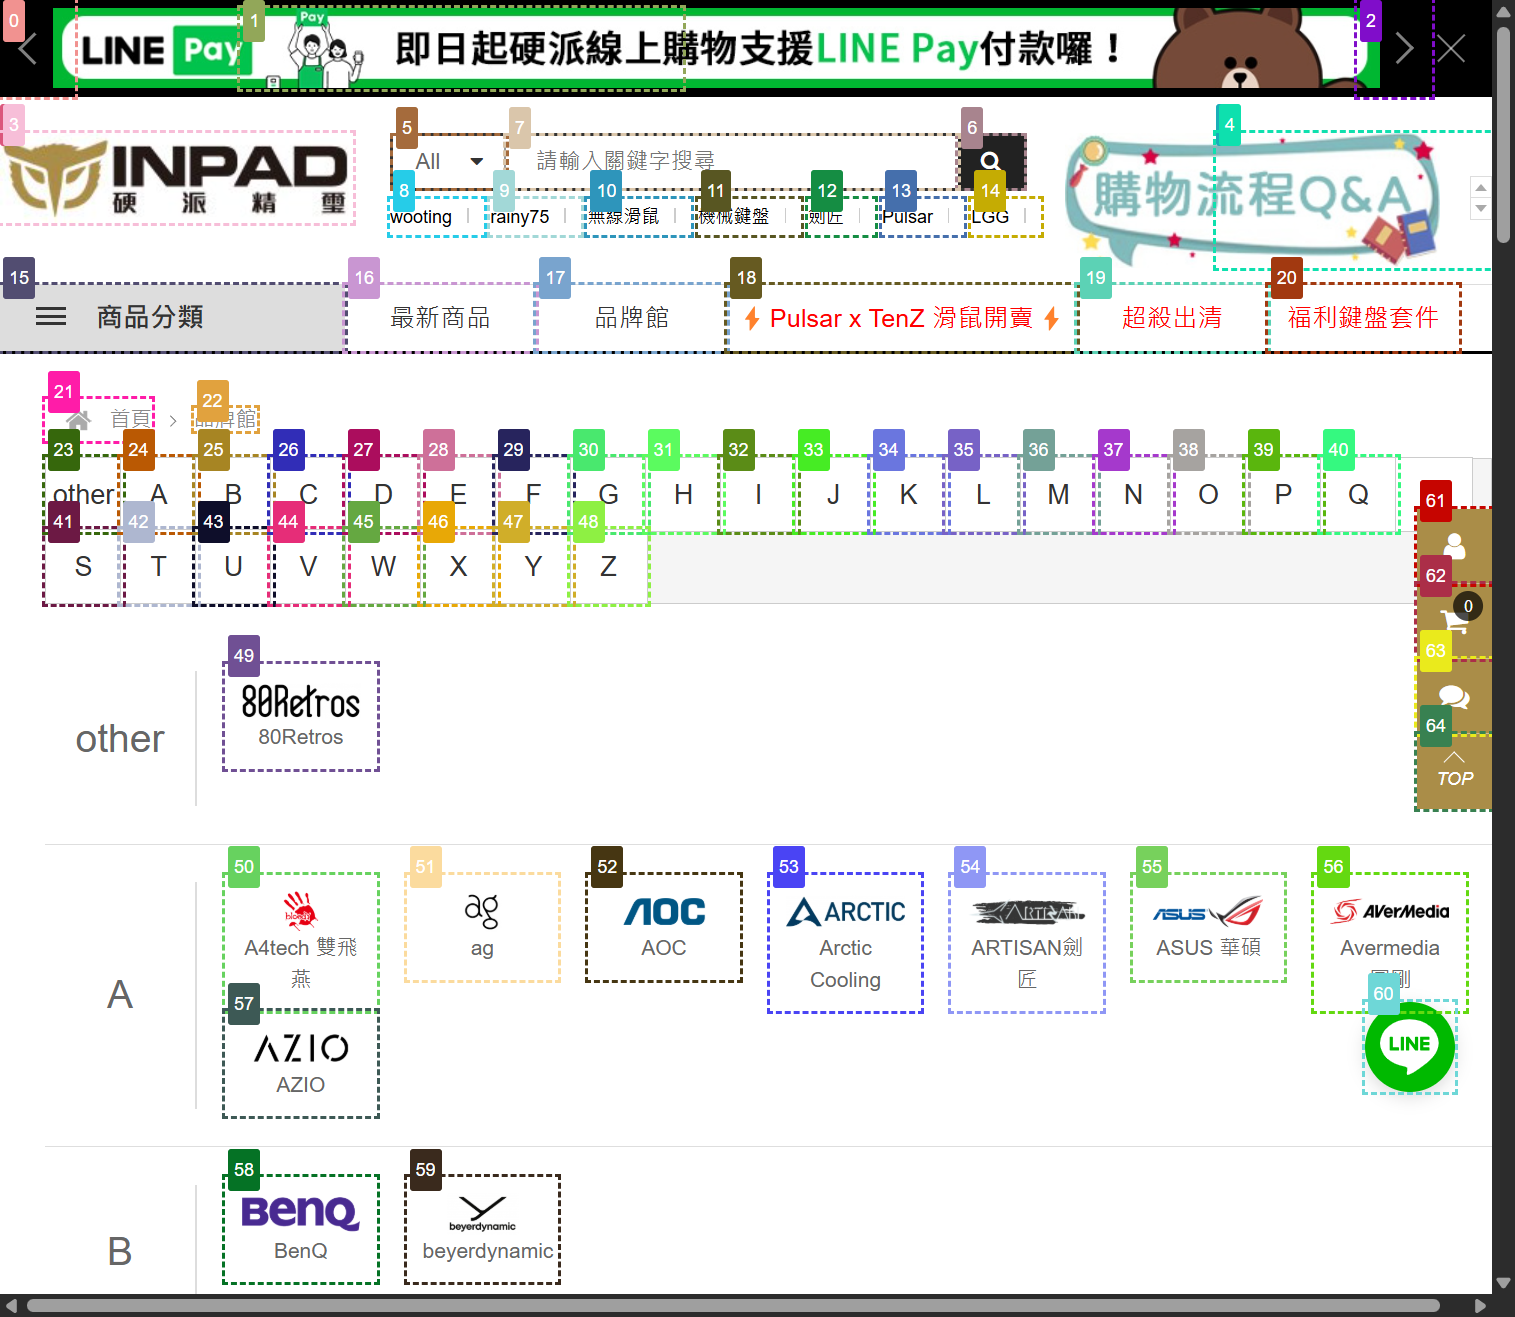 LINE Pay
Pay
即日起硬派線上購物支援LINE Pay付款囉！
INPAD
硬派精璽
All
請輸入關鍵字搜尋
購物流程Q&A
wooting
rainy75
無線滑鼠
機械鍵盤
劍匠
Pulsar
LGG
商品分類
最新商品
品牌館
Pulsar x TenZ 滑鼠開賣
超殺出清
福利鍵盤套件
首頁
品牌館
other A B C D E F G H I J K L M N O P Q
S T U V W X Y Z
0
TOP
other
80Retros
80Retros
A
bloody
A4tech 雙飛燕
ag
ag
AOC
AOC
ARCTIC
Arctic Cooling
ARTISAN
ARTISAN劍匠
ASUS
ASUS 華碩
AVerMedia
Avermedia
剛
AZIO
AZIO
LINE
B
BenQ
BenQ
beyerdynamic
beyerdynamic
0
1
2
3
4
5
6
7
8
9
10
11
12
13
14
15
16
17
18
19
20
21
22
23
24
25
26
27
28
29
30
31
32
33
34
35
36
37
38
39
40
41
42
43
44
45
46
47
48
49
50
51
52
53
54
55
56
57
58
59
60
61
62
63
64